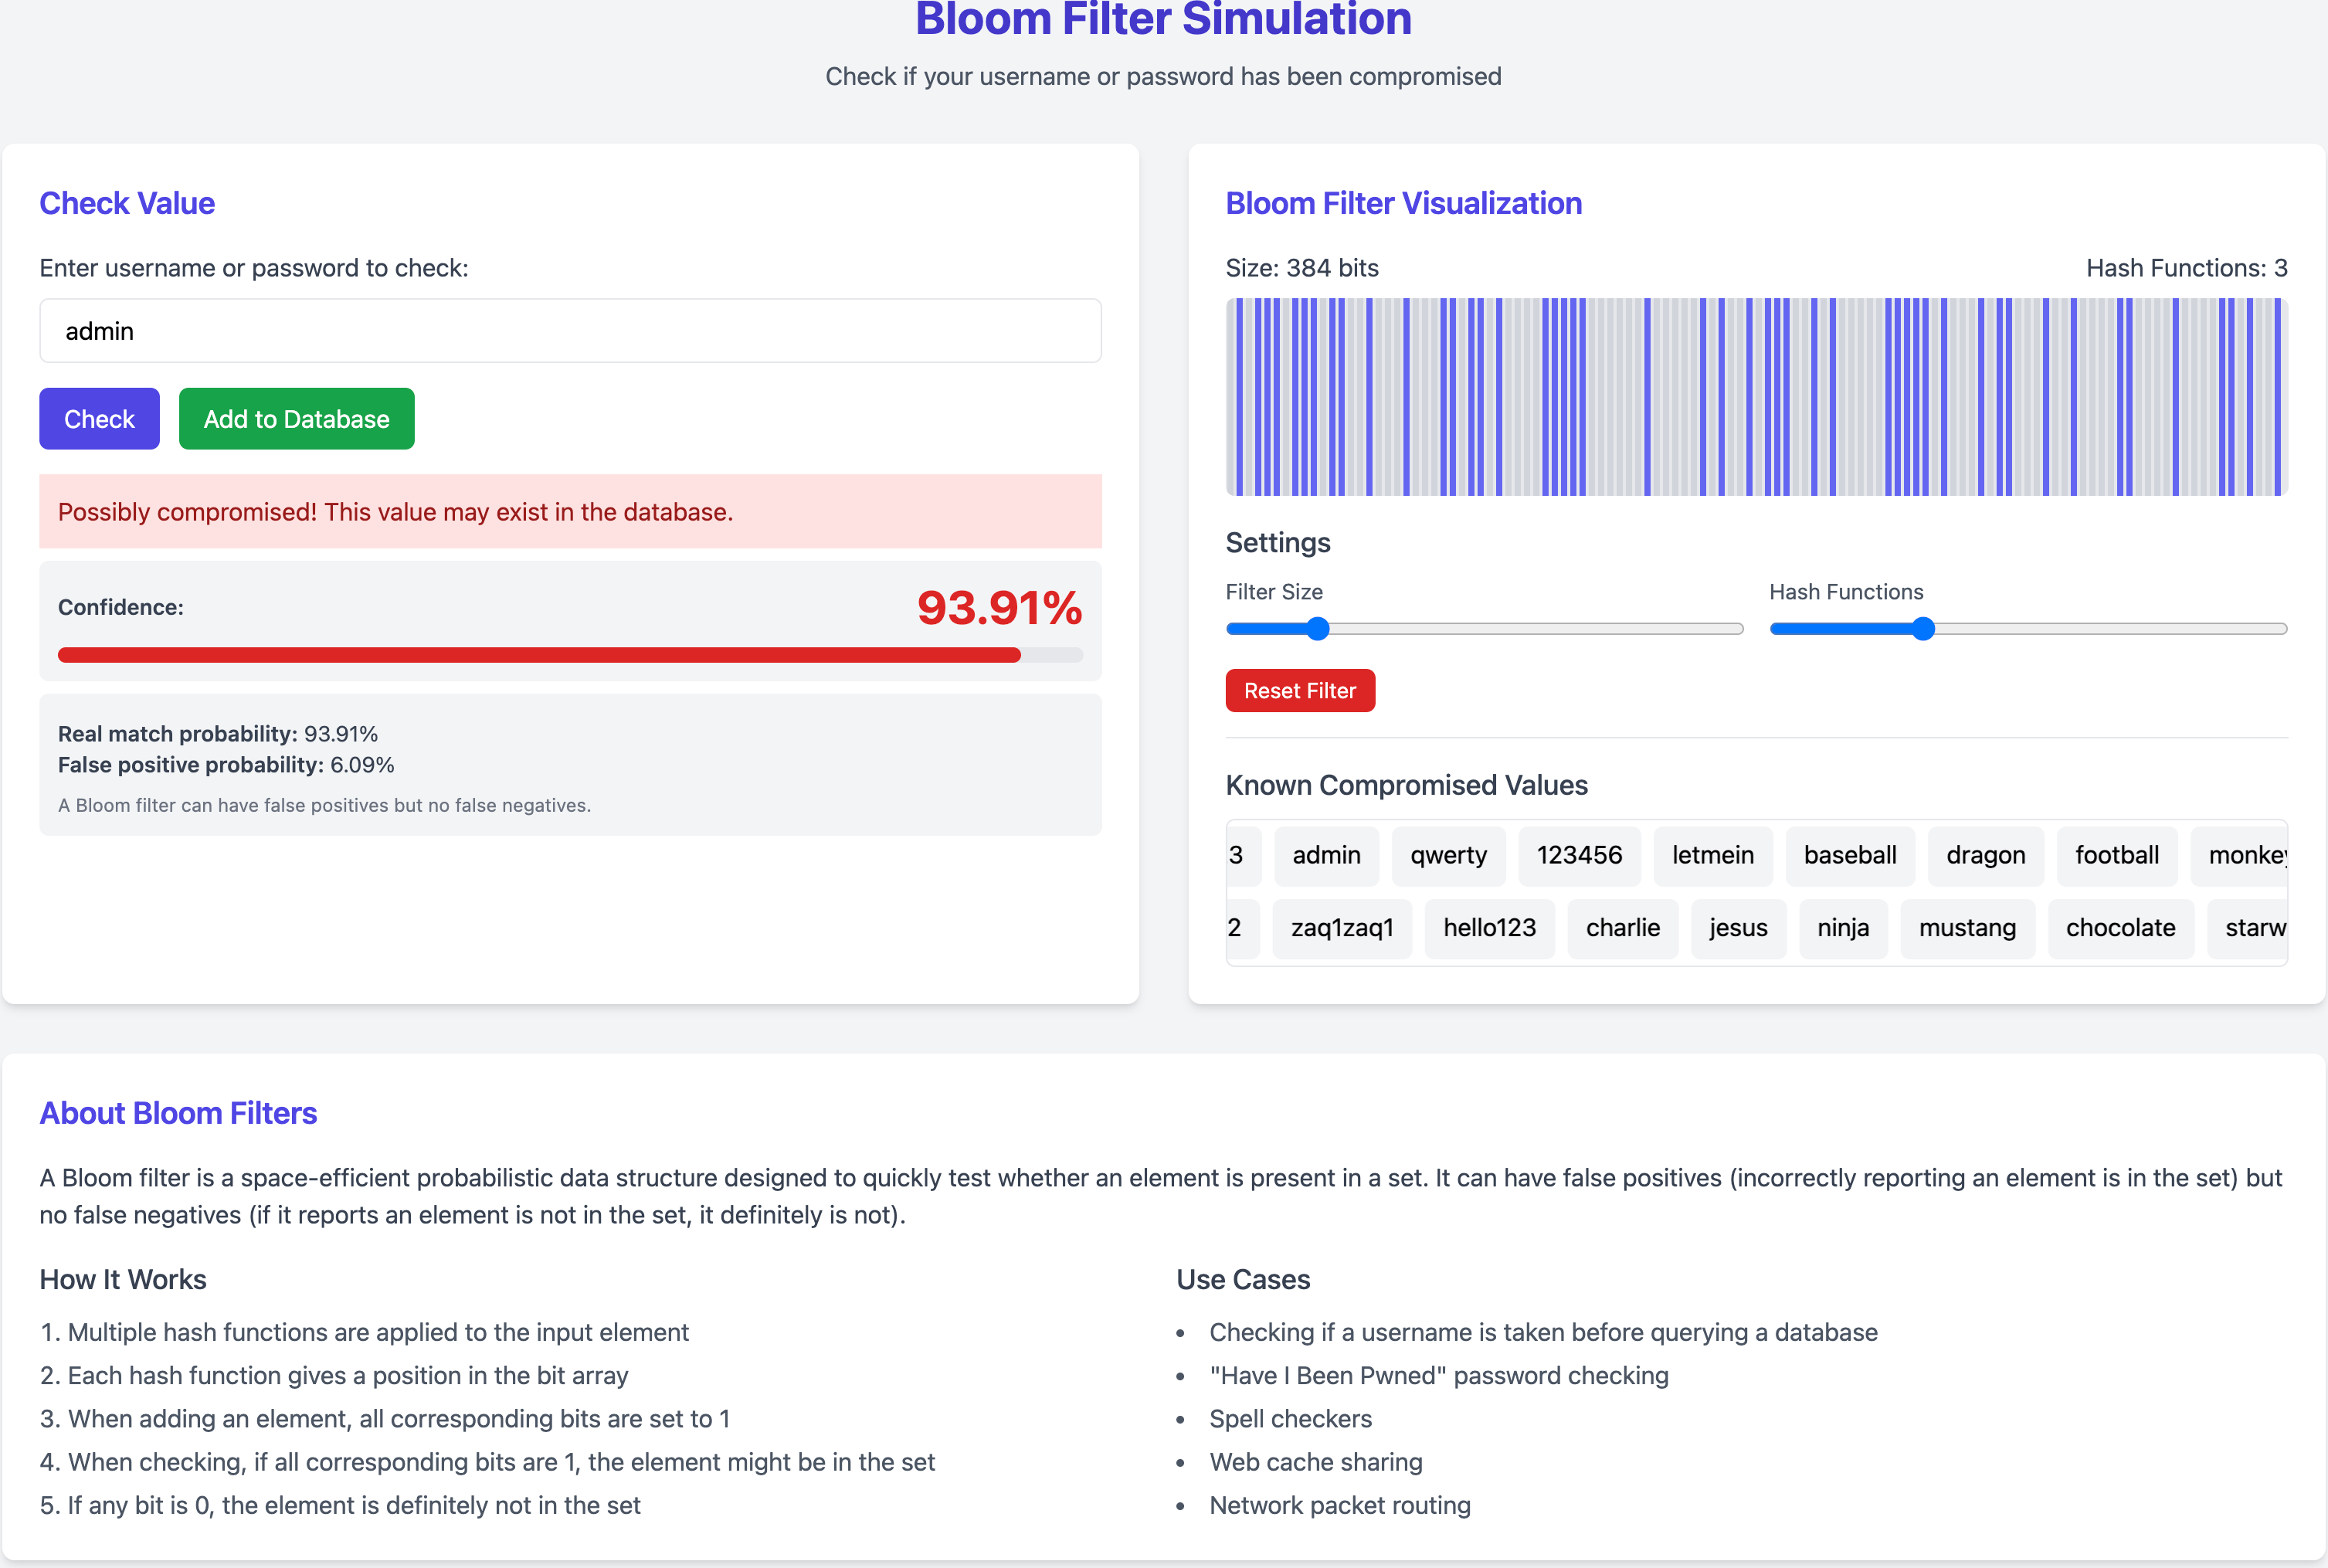 Bloom Filter Simulation
Check if your username or password has been compromised
Check Value
Enter username or password to check:
admin
Check
Add to Database
Possibly compromised! This value may exist in the database.
Confidence:
93.91%
Real match probability: 93.91%
False positive probability: 6.09%
A Bloom filter can have false positives but no false negatives.
Bloom Filter Visualization
Size: 384 bits
Hash Functions: 3
Settings
Filter Size
Hash Functions
Reset Filter
Known Compromised Values
3 admin qwerty 123456 letmein baseball dragon football monkey
2 zaq1zaq1 hello123 charlie jesus ninja mustang chocolate starw
About Bloom Filters
A Bloom filter is a space-efficient probabilistic data structure designed to quickly test whether an element is present in a set. It can have false positives (incorrectly reporting an element is in the set) but
no false negatives (if it reports an element is not in the set, it definitely is not).
How It Works
1. Multiple hash functions are applied to the input element
2. Each hash function gives a position in the bit array
3. When adding an element, all corresponding bits are set to 1
4. When checking, if all corresponding bits are 1, the element might be in the set
5. If any bit is 0, the element is definitely not in the set
Use Cases
• Checking if a username is taken before querying a database
• "Have I Been Pwned" password checking
• Spell checkers
• Web cache sharing
• Network packet routing